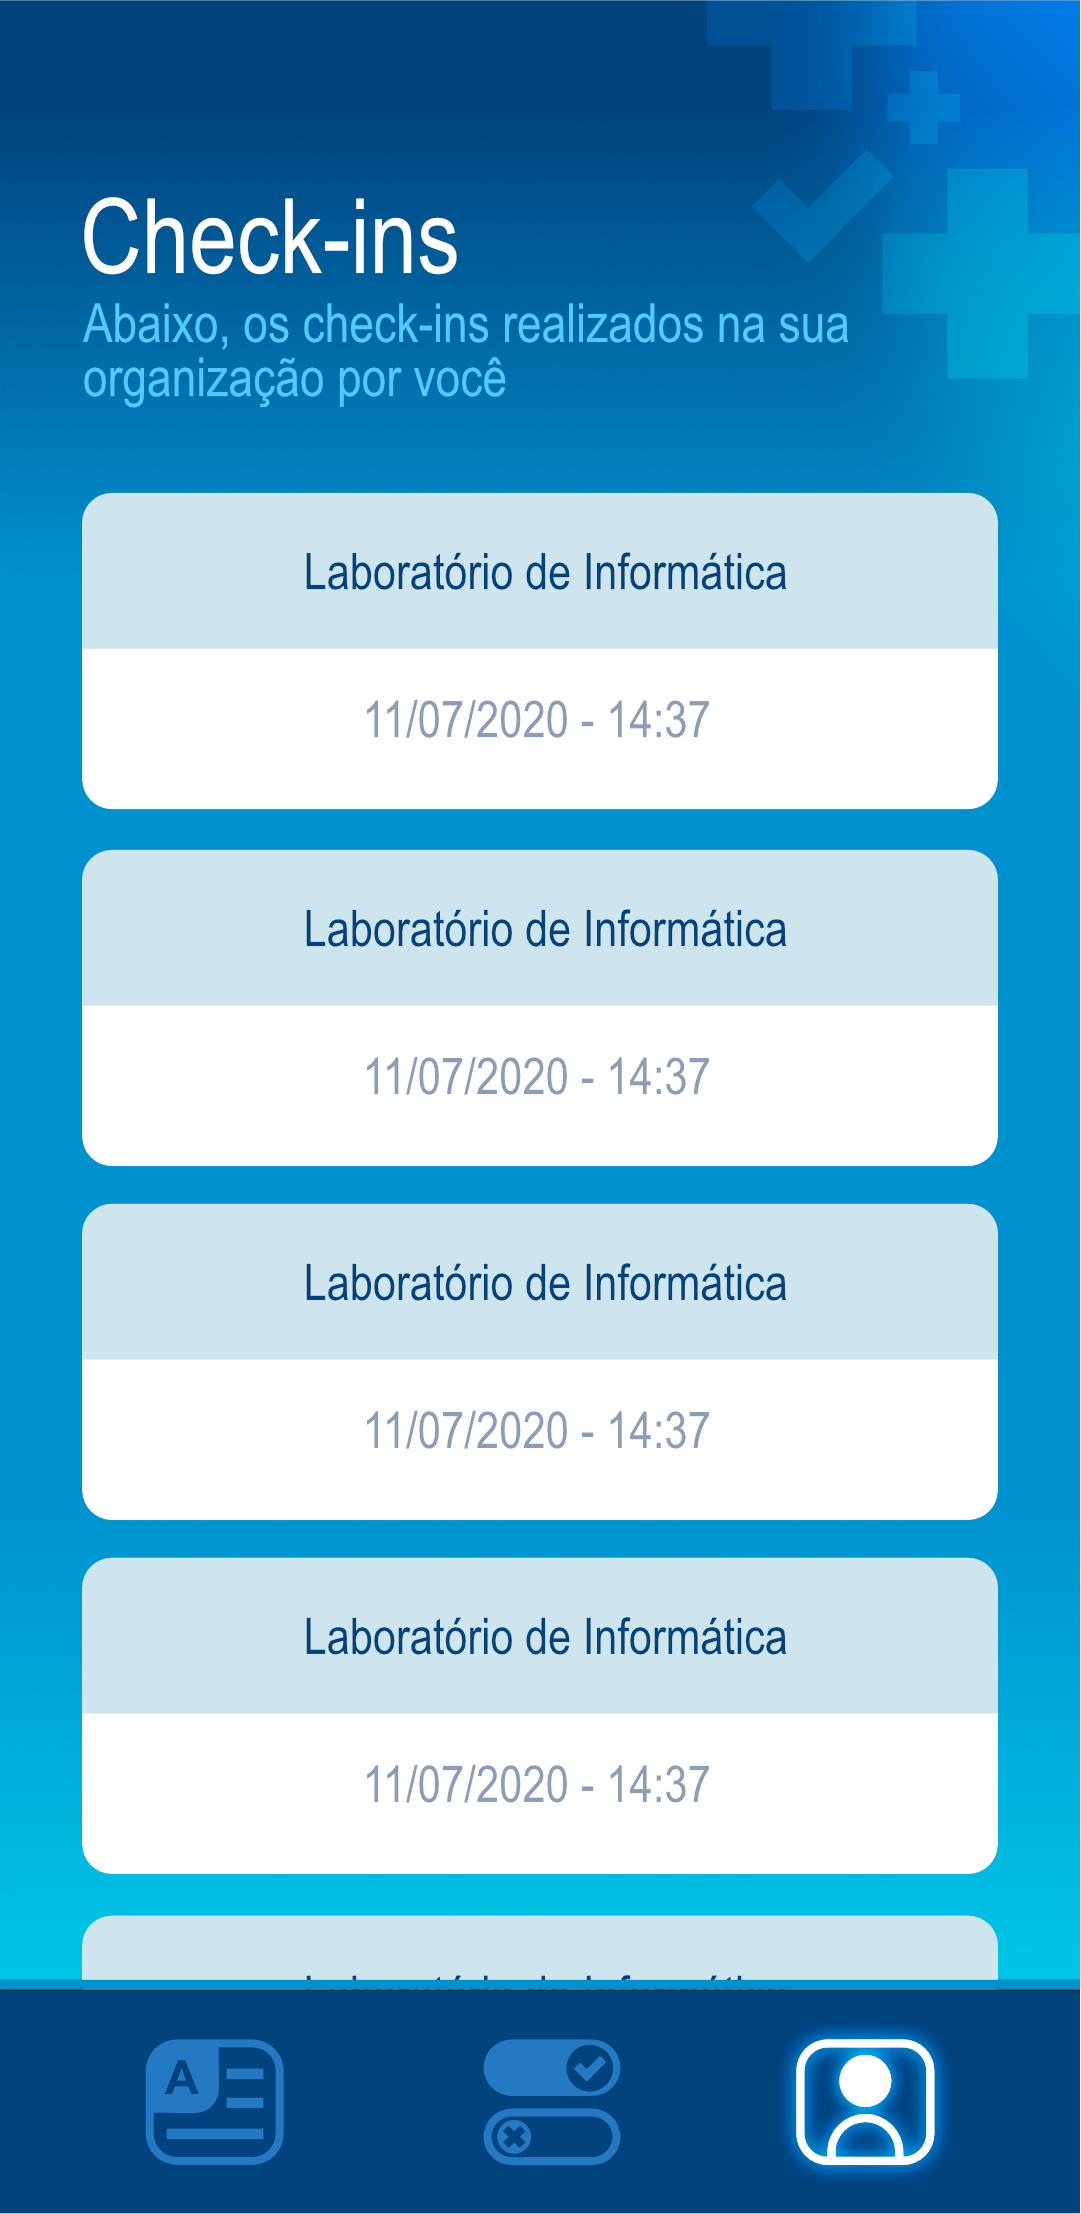 Check-ins
Abaixo, os check-ins realizados na sua
organização por você
Laboratório de Informática
11/07/2020 - 14:37
Laboratório de Informática
11/07/2020 - 14:37
Laboratório de Informática
11/07/2020 - 14:37
Laboratório de Informática
11/07/2020 - 14:37
A